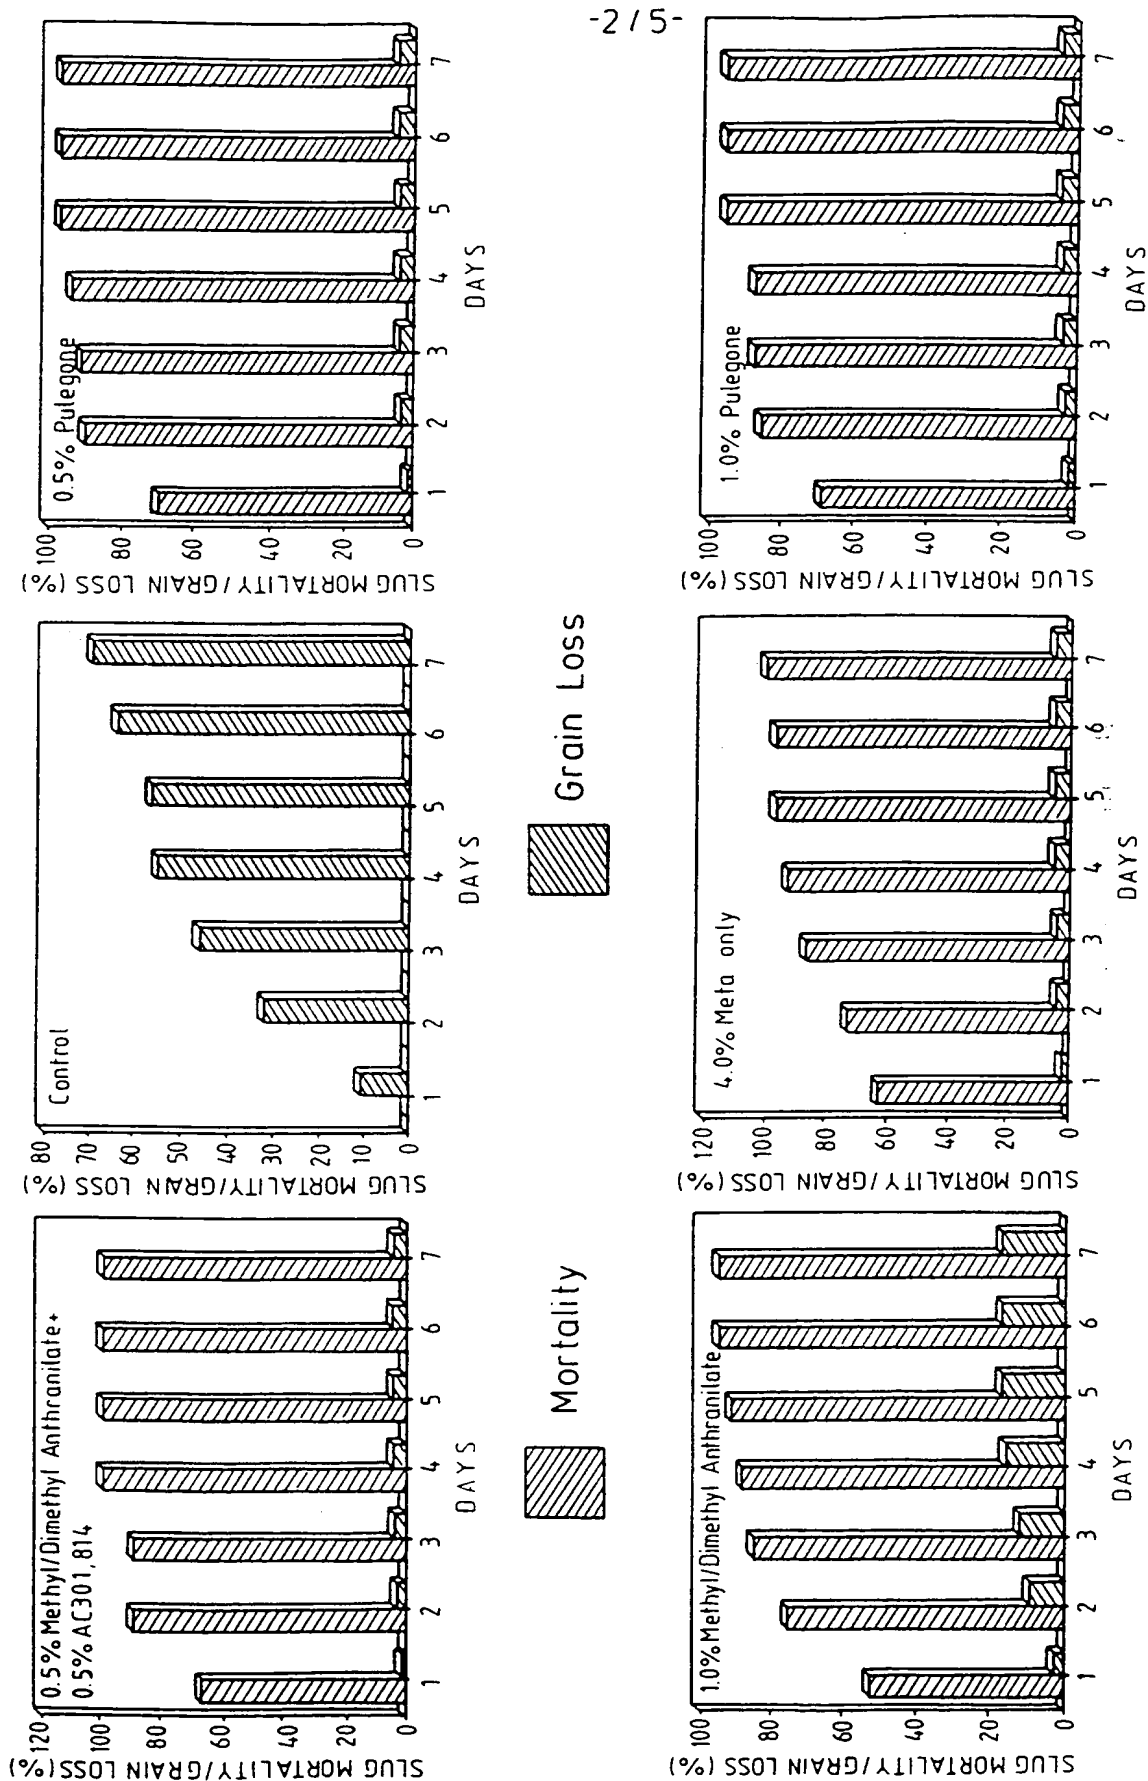 -2/5-
0.5% Methyl/Dimethyl Anthranilate+
0.5% AC301,814
SLUG MORTALITY/GRAIN LOSS (%)
120
100
80
60
40
20
0
1 2 3 4 5 6 7
DAYS
Control
SLUG MORTALITY/GRAIN LOSS (%)
80
70
60
50
40
30
20
10
0
1 2 3 4 5 6 7
DAYS
0.5% Pulegone
SLUG MORTALITY/GRAIN LOSS (%)
100
80
60
40
20
0
1 2 3 4 5 6 7
DAYS
Mortality
Grain Loss
1.0% Methyl/Dimethyl Anthranilate
SLUG MORTALITY/GRAIN LOSS (%)
100
80
60
40
20
0
1 2 3 4 5 6 7
DAYS
4.0% Meta only
SLUG MORTALITY/GRAIN LOSS (%)
120
100
80
60
40
20
0
1 2 3 4 5 6 7
DAYS
1.0% Pulegone
SLUG MORTALITY/GRAIN LOSS (%)
100
80
60
40
20
0
1 2 3 4 5 6 7
DAYS